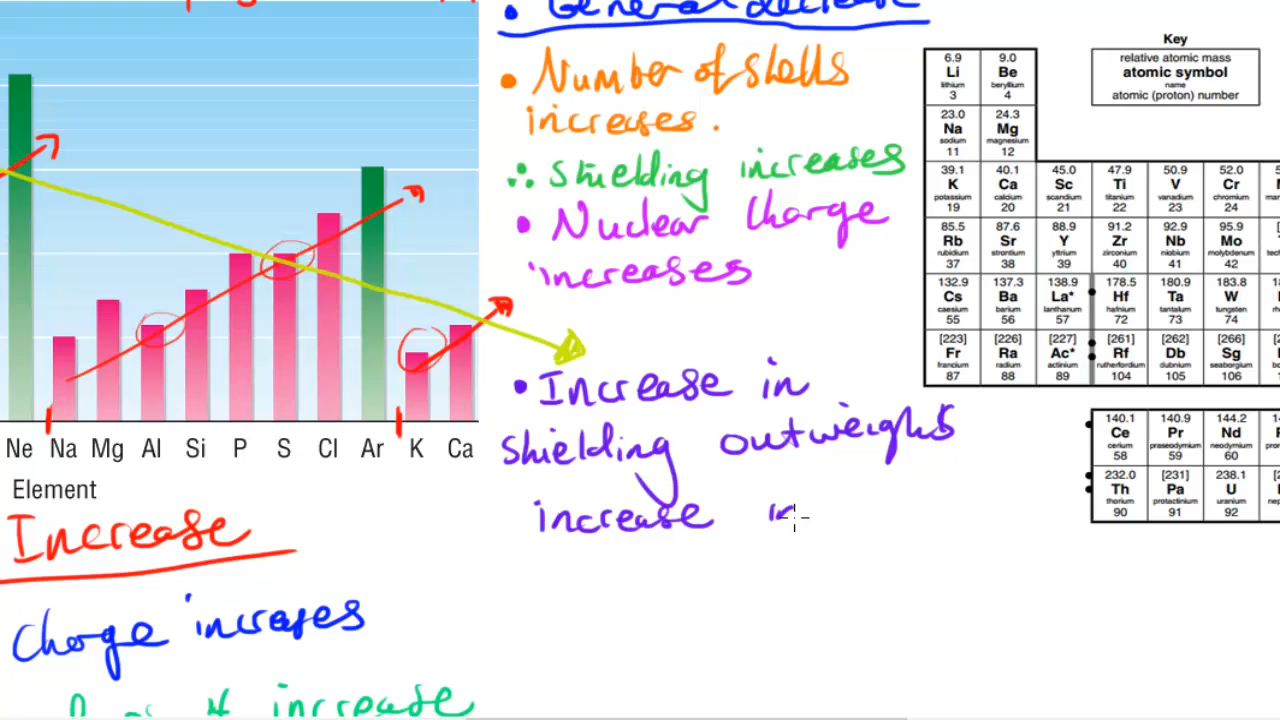 • General decrease
• Number of shells
increases.
∴ shielding increases
• Nuclear charge
increases
• Increase in
shielding outweighs
increase
Ne Na Mg Al Si P S Cl Ar K Ca
Element
Increase
Charge increases
increase
Key
relative atomic mass
atomic symbol
name
atomic (proton) number
6.9 9.0
Li Be
lithium beryllium
3 4
23.0 24.3
Na Mg
sodium magnesium
11 12
39.1 40.1 45.0 47.9 50.9 52.0
K Ca Sc Ti V Cr
potassium calcium scandium titanium vanadium chromium
19 20 21 22 23 24
85.5 87.6 88.9 91.2 92.9 95.9
Rb Sr Y Zr Nb Mo
rubidium strontium yttrium zirconium niobium molybdenum
37 38 39 40 41 42
132.9 137.3 138.9 178.5 180.9 183.8
Cs Ba La* Hf Ta W
caesium barium lanthanum hafnium tantalum tungsten
55 56 57 72 73 74
[223] [226] [227] [261] [262] [266]
Fr Ra Ac* Rf Db Sg
francium radium actinium rutherfordium dubnium seaborgium
87 88 89 104 105 106
140.1 140.9 144.2
Ce Pr Nd
cerium praseodymium neodymium
58 59 60
232.0 [231] 238.1
Th Pa U
thorium protactinium uranium
90 91 92